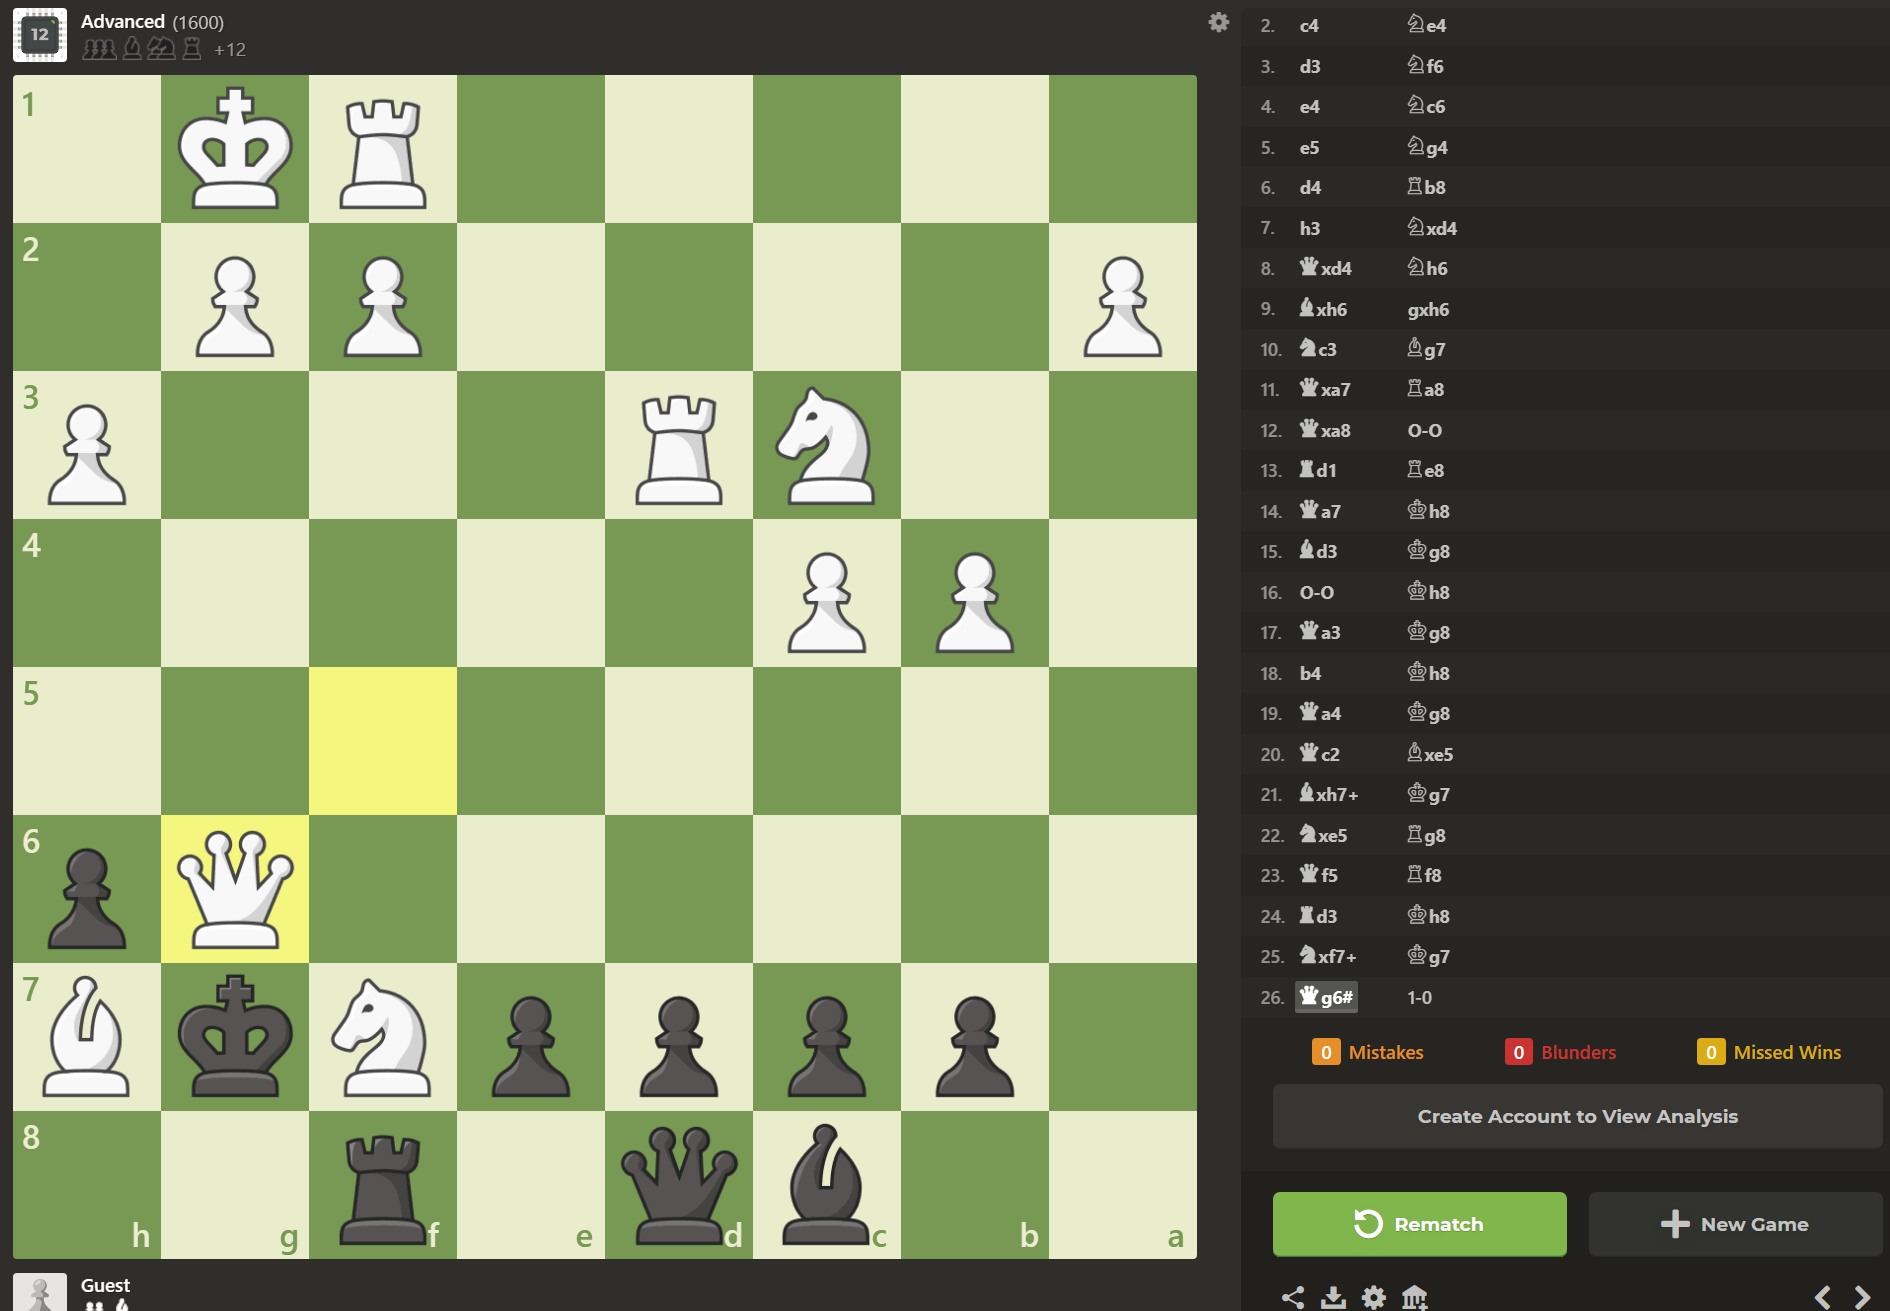 12
Advanced (1600)
+12
1
2
3
4
5
6
7
8
h g f e d c b a
Guest
2. c4 ♘e4
3. d3 ♘f6
4. e4 ♘c6
5. e5 ♘g4
6. d4 ♖b8
7. h3 ♘xd4
8. ♛xd4 ♘h6
9. ♝xh6 gxh6
10. ♞c3 ♗g7
11. ♛xa7 ♖a8
12. ♛xa8 O-O
13. ♜d1 ♖e8
14. ♛a7 ♔h8
15. ♝d3 ♔g8
16. O-O ♔h8
17. ♛a3 ♔g8
18. b4 ♔h8
19. ♛a4 ♔g8
20. ♛c2 ♗xe5
21. ♝xh7+ ♔g7
22. ♞xe5 ♖g8
23. ♛f5 ♖f8
24. ♜d3 ♔h8
25. ♞xf7+ ♔g7
26. ♛g6# 1-0
0 Mistakes 0 Blunders 0 Missed Wins
Create Account to View Analysis
Rematch New Game